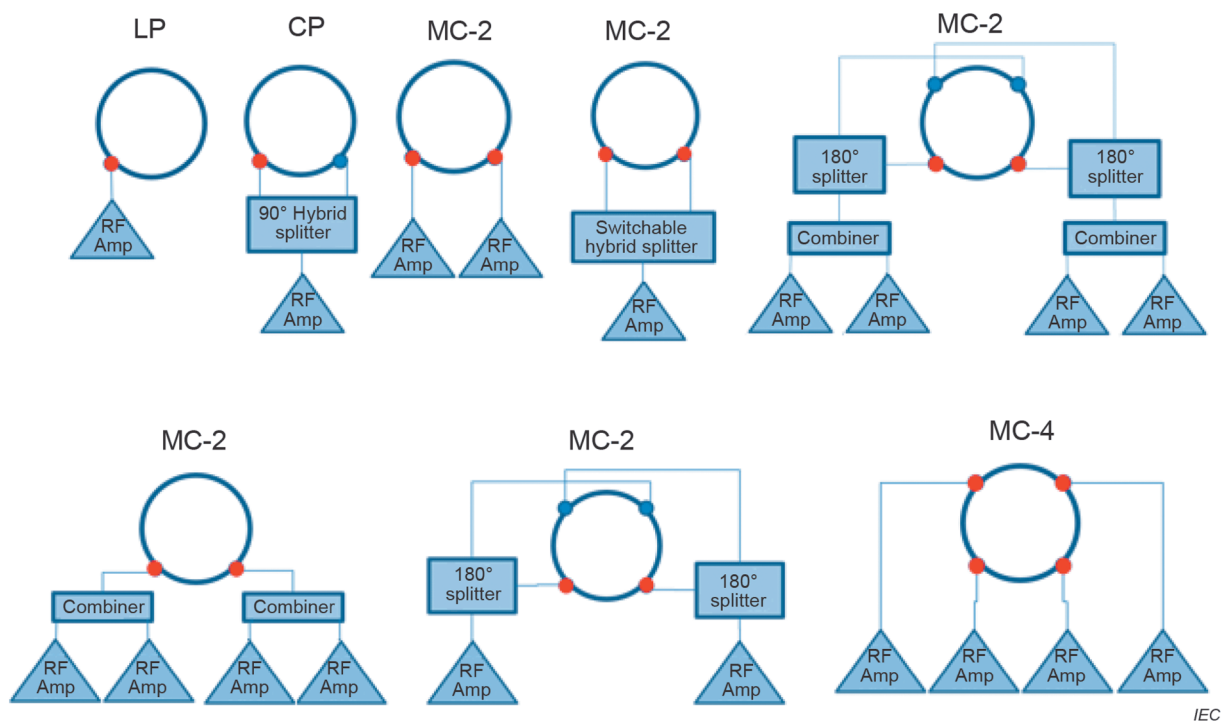 LP
CP
MC-2
MC-2
MC-2
RF
Amp
90° Hybrid
splitter
RF
Amp
RF
Amp
RF
Amp
Switchable
hybrid splitter
RF
Amp
180°
splitter
Combiner
RF
Amp
RF
Amp
180°
splitter
Combiner
RF
Amp
RF
Amp
MC-2
Combiner
Combiner
RF
Amp
RF
Amp
RF
Amp
RF
Amp
MC-2
180°
splitter
RF
Amp
180°
splitter
RF
Amp
MC-4
RF
Amp
RF
Amp
RF
Amp
RF
Amp
IEC